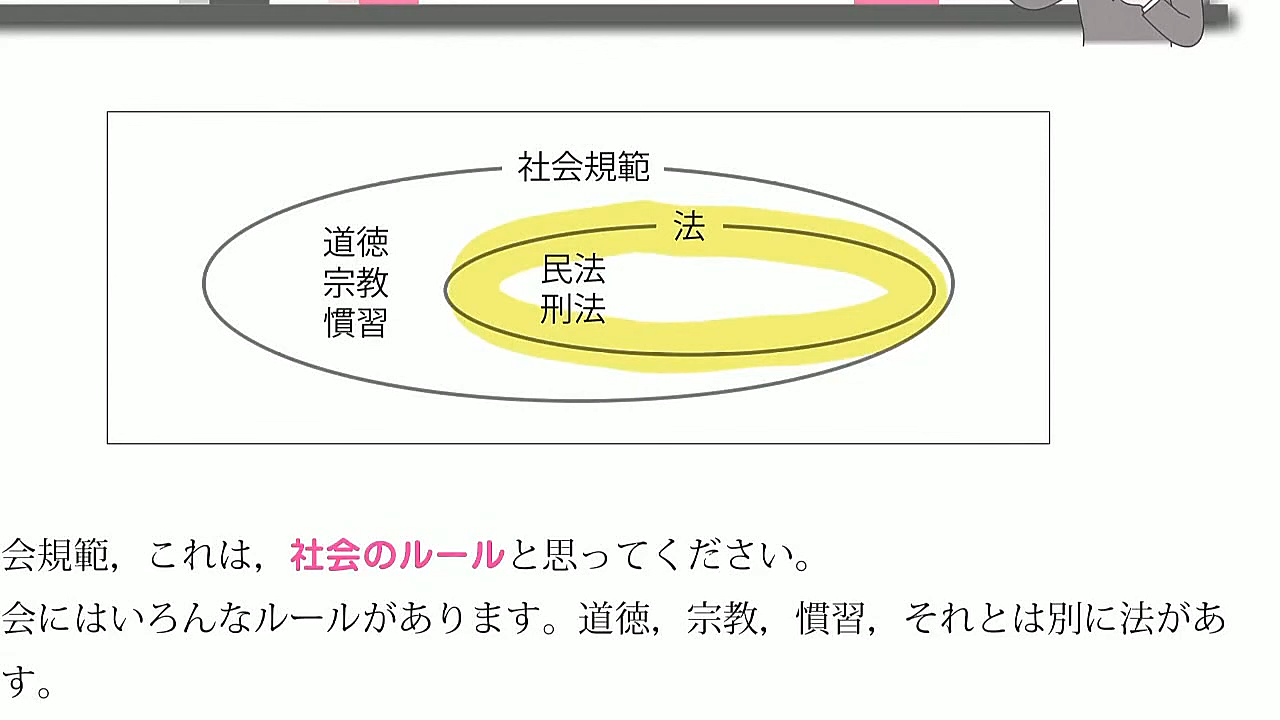 社会規範
法
道徳
宗教
慣習
民法
刑法
会規範，これは，社会のルールと思ってください。
会にはいろんなルールがあります。道徳，宗教，慣習，それとは別に法があ
す。